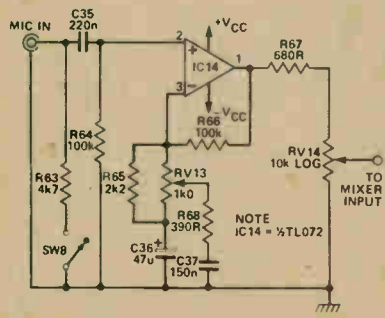 C35
220n
MIC IN
+VCC
2
+
IC14
1
3
−
-VCC
R67
680R
R66
100k
R64
100k
R63
4k7
R65
2k2
RV13
1k0
RV14
10k LOG
TO
MIXER
INPUT
R68
390R
NOTE
IC14 = ½TL072
SW8
C36
47u
+
C37
150n